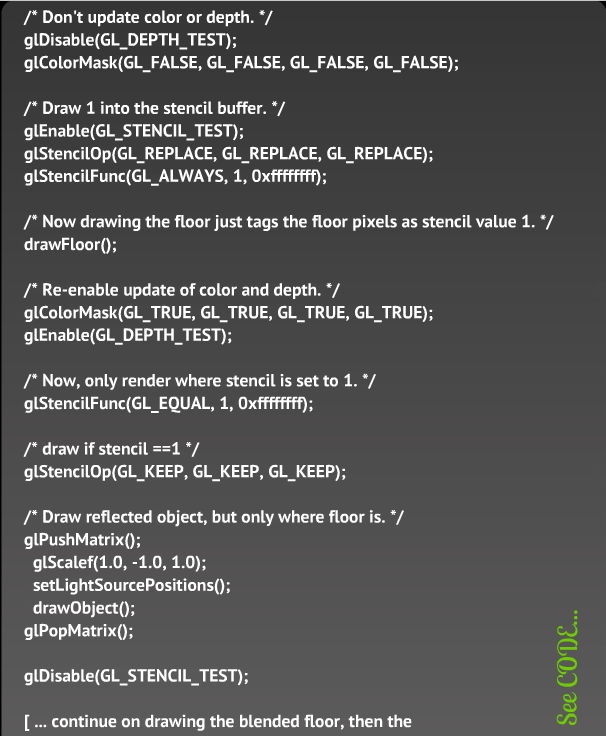 /* Don't update color or depth. */
glDisable(GL_DEPTH_TEST);
glColorMask(GL_FALSE, GL_FALSE, GL_FALSE, GL_FALSE);
/* Draw 1 into the stencil buffer. */
glEnable(GL_STENCIL_TEST);
glStencilOp(GL_REPLACE, GL_REPLACE, GL_REPLACE);
glStencilFunc(GL_ALWAYS, 1, 0xffffffff);
/* Now drawing the floor just tags the floor pixels as stencil value 1. */
drawFloor();
/* Re-enable update of color and depth. */
glColorMask(GL_TRUE, GL_TRUE, GL_TRUE, GL_TRUE);
glEnable(GL_DEPTH_TEST);
/* Now, only render where stencil is set to 1. */
glStencilFunc(GL_EQUAL, 1, 0xffffffff);
/* draw if stencil ==1 */
glStencilOp(GL_KEEP, GL_KEEP, GL_KEEP);
/* Draw reflected object, but only where floor is. */
glPushMatrix();
glScalef(1.0, -1.0, 1.0);
setLightSourcePositions();
drawObject();
glPopMatrix();
glDisable(GL_STENCIL_TEST);
[ ... continue on drawing the blended floor, then the
See CODE...